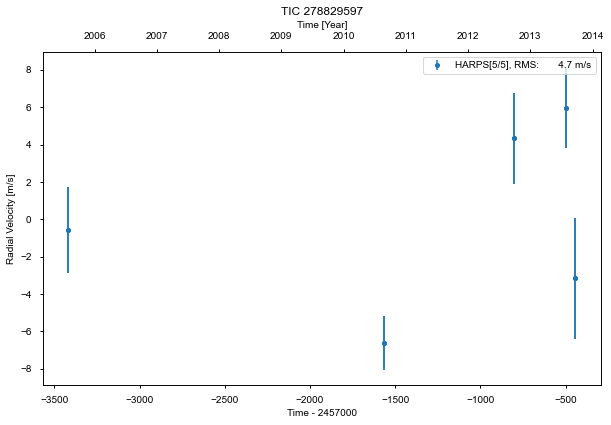 TIC 278829597
Time [Year]
2006 2007 2008 2009 2010 2011 2012 2013 2014
HARPS[5/5], RMS: 4.7 m/s
Radial Velocity [m/s]
8
6
4
2
0
−2
−4
−6
−8
−3500 −3000 −2500 −2000 −1500 −1000 −500
Time - 2457000